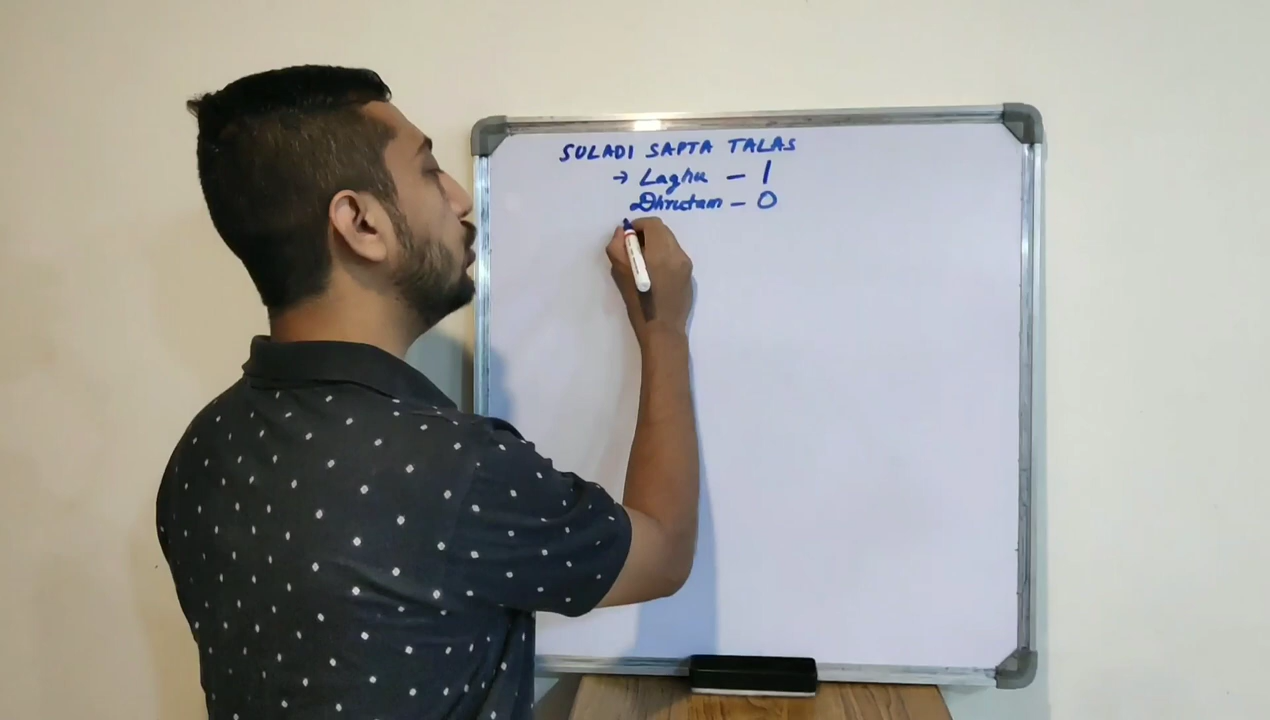 SULADI SAPTA TALAS
→ Laghu - 1
Dhrutam - 0